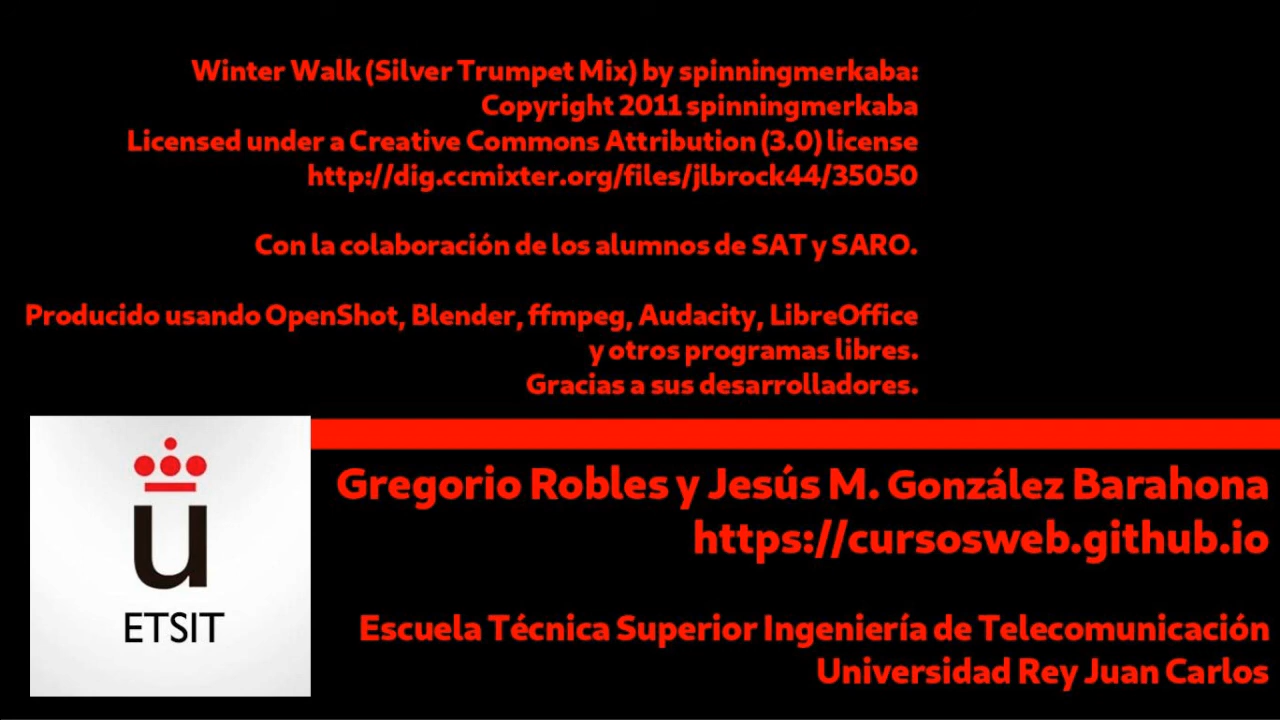 Winter Walk (Silver Trumpet Mix) by spinningmerkaba:
Copyright 2011 spinningmerkaba
Licensed under a Creative Commons Attribution (3.0) license
http://dig.ccmixter.org/files/jlbrock44/35050
Con la colaboración de los alumnos de SAT y SARO.
Producido usando OpenShot, Blender, ffmpeg, Audacity, LibreOffice
y otros programas libres.
Gracias a sus desarrolladores.
Gregorio Robles y Jesús M. González Barahona
https://cursosweb.github.io
u
ETSIT
Escuela Técnica Superior Ingeniería de Telecomunicación
Universidad Rey Juan Carlos